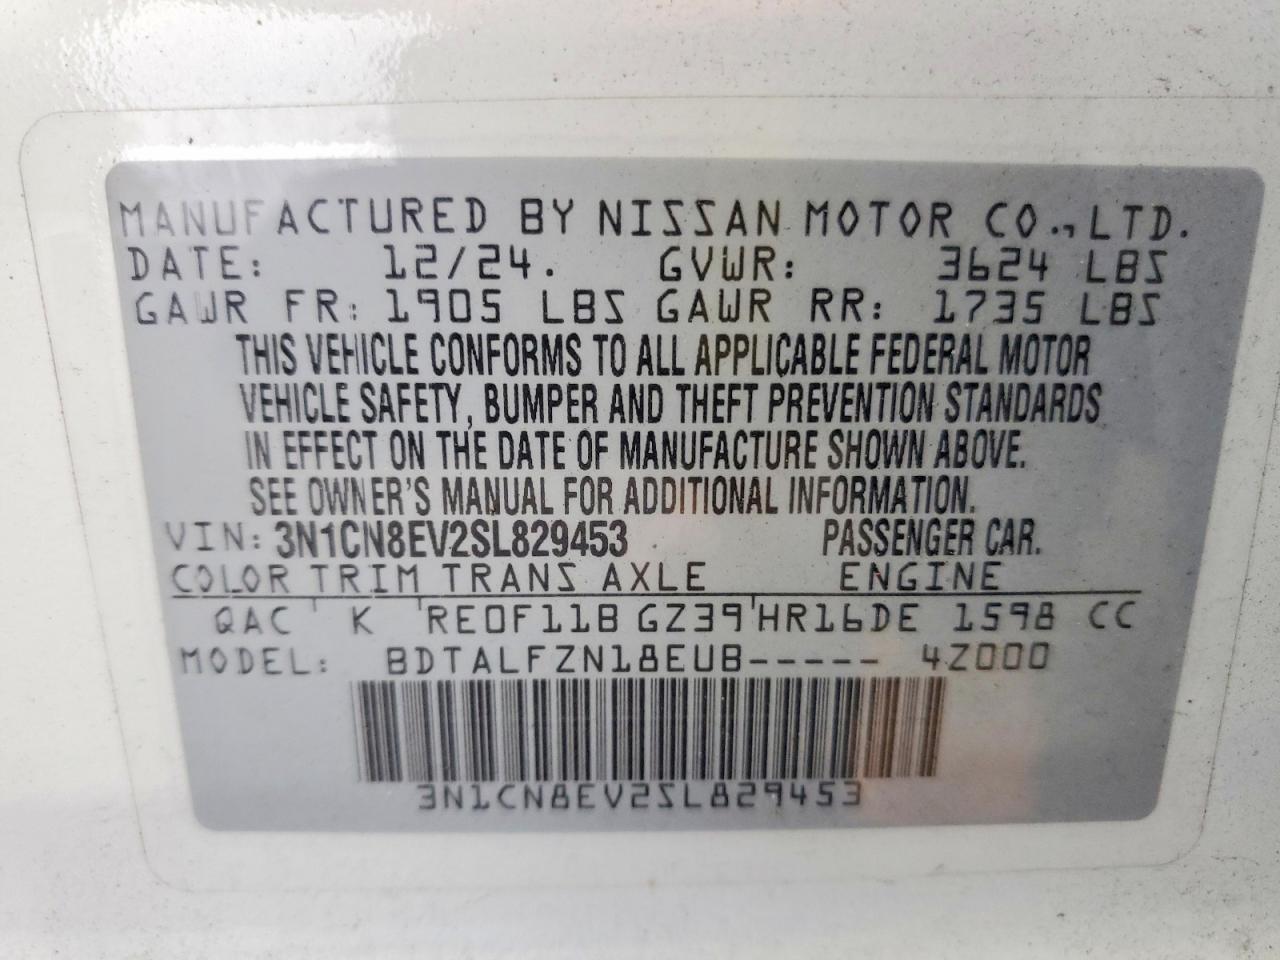 MANUFACTURED BY NISSAN MOTOR CO., LTD.
DATE: 12/24. GVWR: 3624 LBS
GAWR FR: 1905 LBS GAWR RR: 1735 LBS
THIS VEHICLE CONFORMS TO ALL APPLICABLE FEDERAL MOTOR
VEHICLE SAFETY, BUMPER AND THEFT PREVENTION STANDARDS
IN EFFECT ON THE DATE OF MANUFACTURE SHOWN ABOVE.
SEE OWNER'S MANUAL FOR ADDITIONAL INFORMATION.
VIN: 3N1CN8EV2SL829453 PASSENGER CAR.
COLOR TRIM TRANS AXLE ENGINE
QAC K RE0F11B GZ39 HR16DE 1598 CC
MODEL: BDTALFZN18EUB----- 4Z000
3N1CN8EV2SL829453